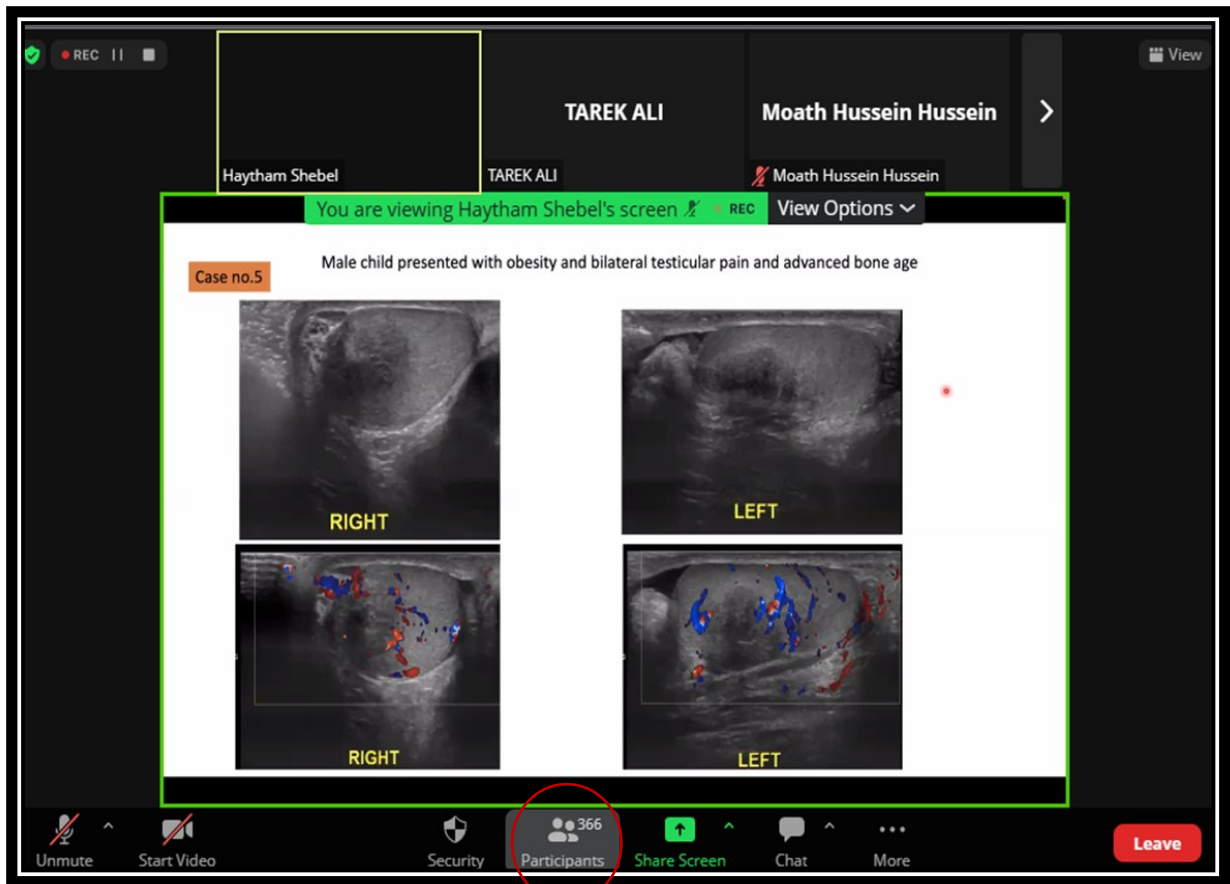 REC
View
TAREK ALI
Moath Hussein Hussein
Haytham Shebel
TAREK ALI
Moath Hussein Hussein
You are viewing Haytham Shebel's screen
REC
View Options
Case no.5
Male child presented with obesity and bilateral testicular pain and advanced bone age
RIGHT
LEFT
RIGHT
LEFT
366
Unmute
Start Video
Security
Participants
Share Screen
Chat
More
Leave